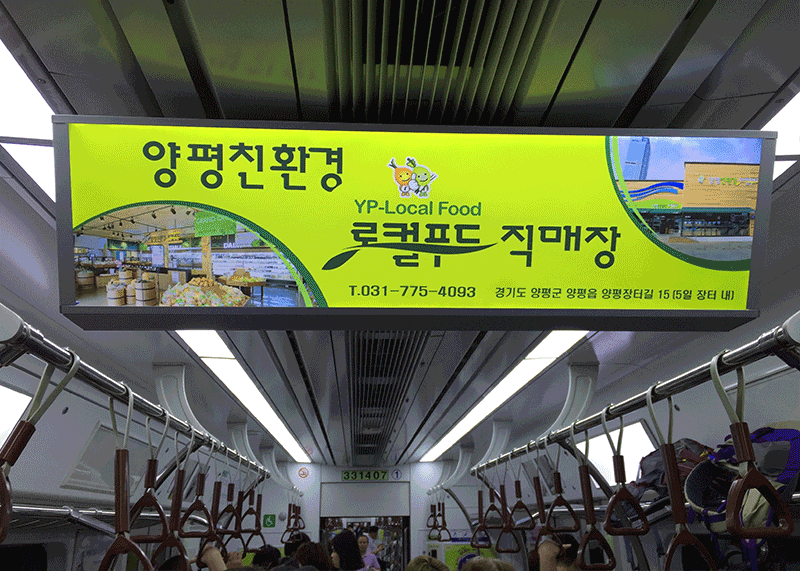 양평친환경
YP-Local Food
로컬푸드 직매장
T.031-775-4093
경기도 양평군 양평읍 양평장터길 15 (5일 장터 내)
331407 1